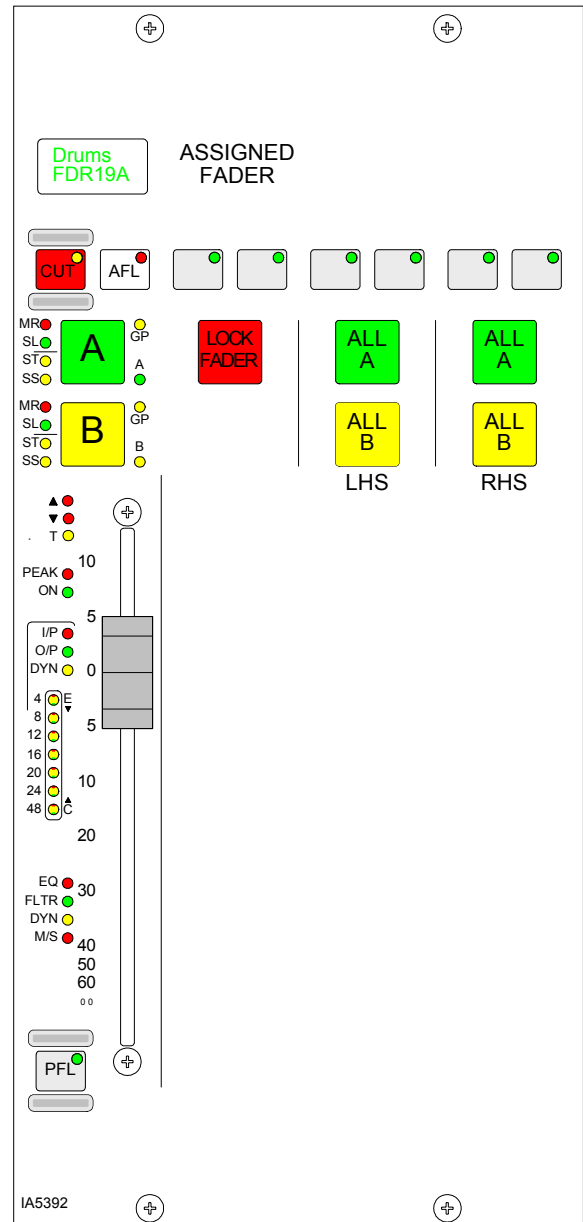 Drums
FDR19A
ASSIGNED
FADER
CUT
AFL
MR
SL
ST
SS
A
GP
A
LOCK
FADER
ALL
A
ALL
A
MR
SL
ST
SS
B
GP
B
ALL
B
ALL
B
LHS
RHS
▲
▼
. T
10
PEAK
ON
5
I/P
O/P
DYN
0
4 E
▼
8
5
12
16
20
24
▲
48 C
10
20
EQ
30
FLTR
DYN
M/S
40
50
60
0 0
PFL
IA5392